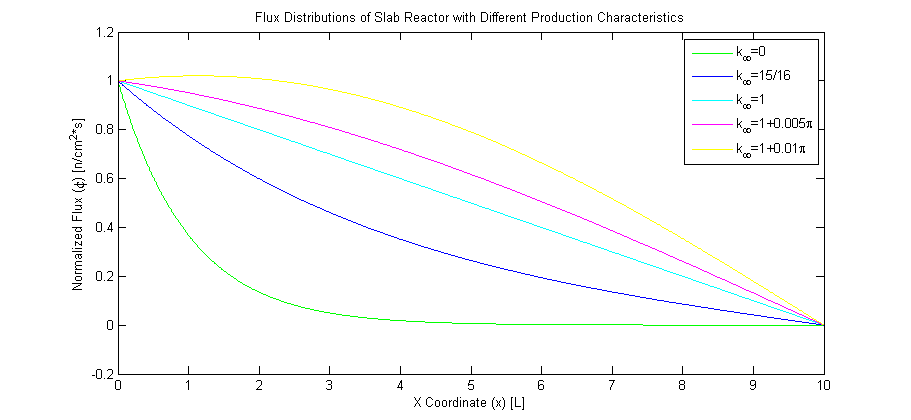 Flux Distributions of Slab Reactor with Different Production Characteristics
1.2
1
0.8
0.6
0.4
0.2
0
-0.2
Normalized Flux (ϕ) [n/cm^2*s]
k∞=0
k∞=15/16
k∞=1
k∞=1+0.005π
k∞=1+0.01π
0 1 2 3 4 5 6 7 8 9 10
X Coordinate (x) [L]